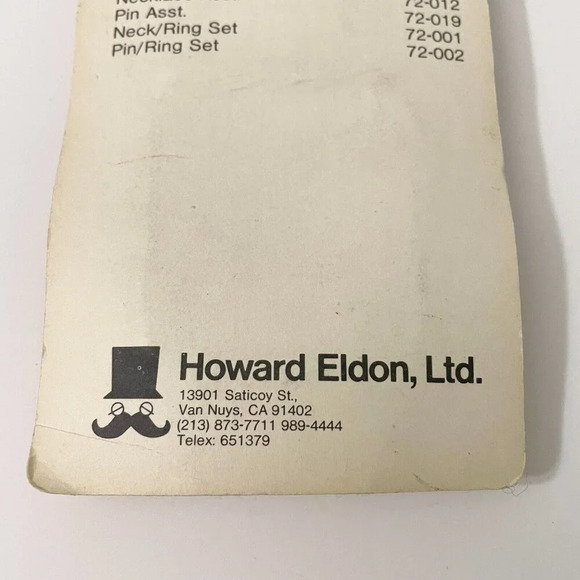 72-012
Pin Asst. 72-019
Neck/Ring Set 72-001
Pin/Ring Set 72-002
Howard Eldon, Ltd.
13901 Saticoy St.,
Van Nuys, CA 91402
(213) 873-7711 989-4444
Telex: 651379